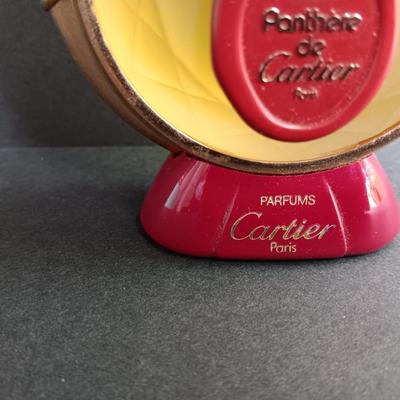 Panthère
de
Cartier
Paris
PARFUMS
Cartier
Paris